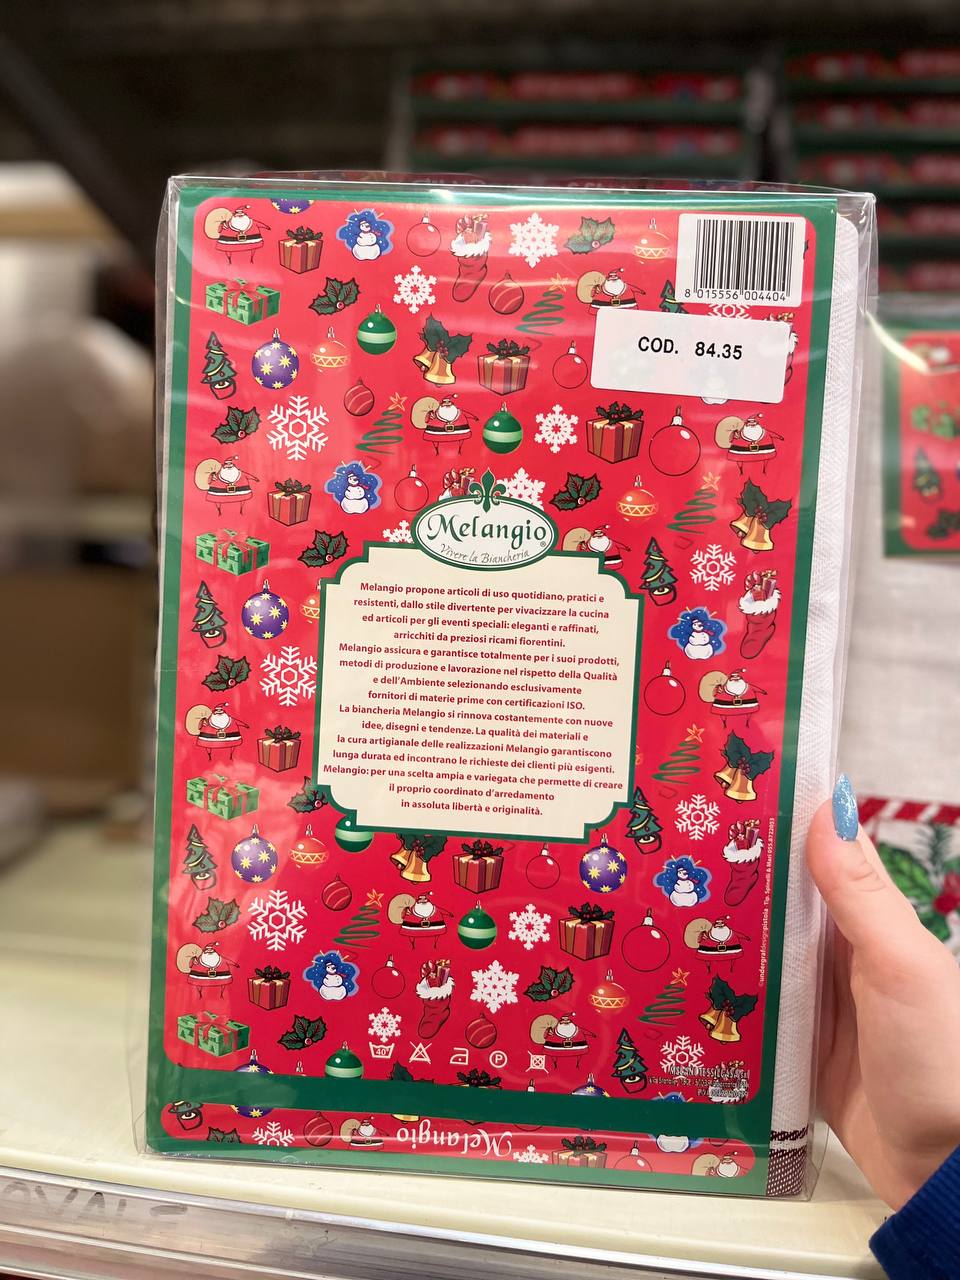 8 015556 004404
COD. 84.35
Melangio®
Vivere la Biancheria
Melangio propone articoli di uso quotidiano, pratici e
resistenti, dallo stile divertente per vivacizzare la cucina
ed articoli per gli eventi speciali: eleganti e raffinati,
arricchiti da preziosi ricami fiorentini.
Melangio assicura e garantisce totalmente per i suoi prodotti,
metodi di produzione e lavorazione nel rispetto della Qualità
e dell'Ambiente selezionando esclusivamente
fornitori di materie prime con certificazioni ISO.
La biancheria Melangio si rinnova costantemente con nuove
idee, disegni e tendenze. La qualità dei materiali e
la cura artigianale delle realizzazioni Melangio garantiscono
lunga durata ed incontrano le richieste dei clienti più esigenti.
Melangio: per una scelta ampia e variegata che permette di creare
il proprio coordinato d'arredamento
in assoluta libertà e originalità.
40°
P
Melangio